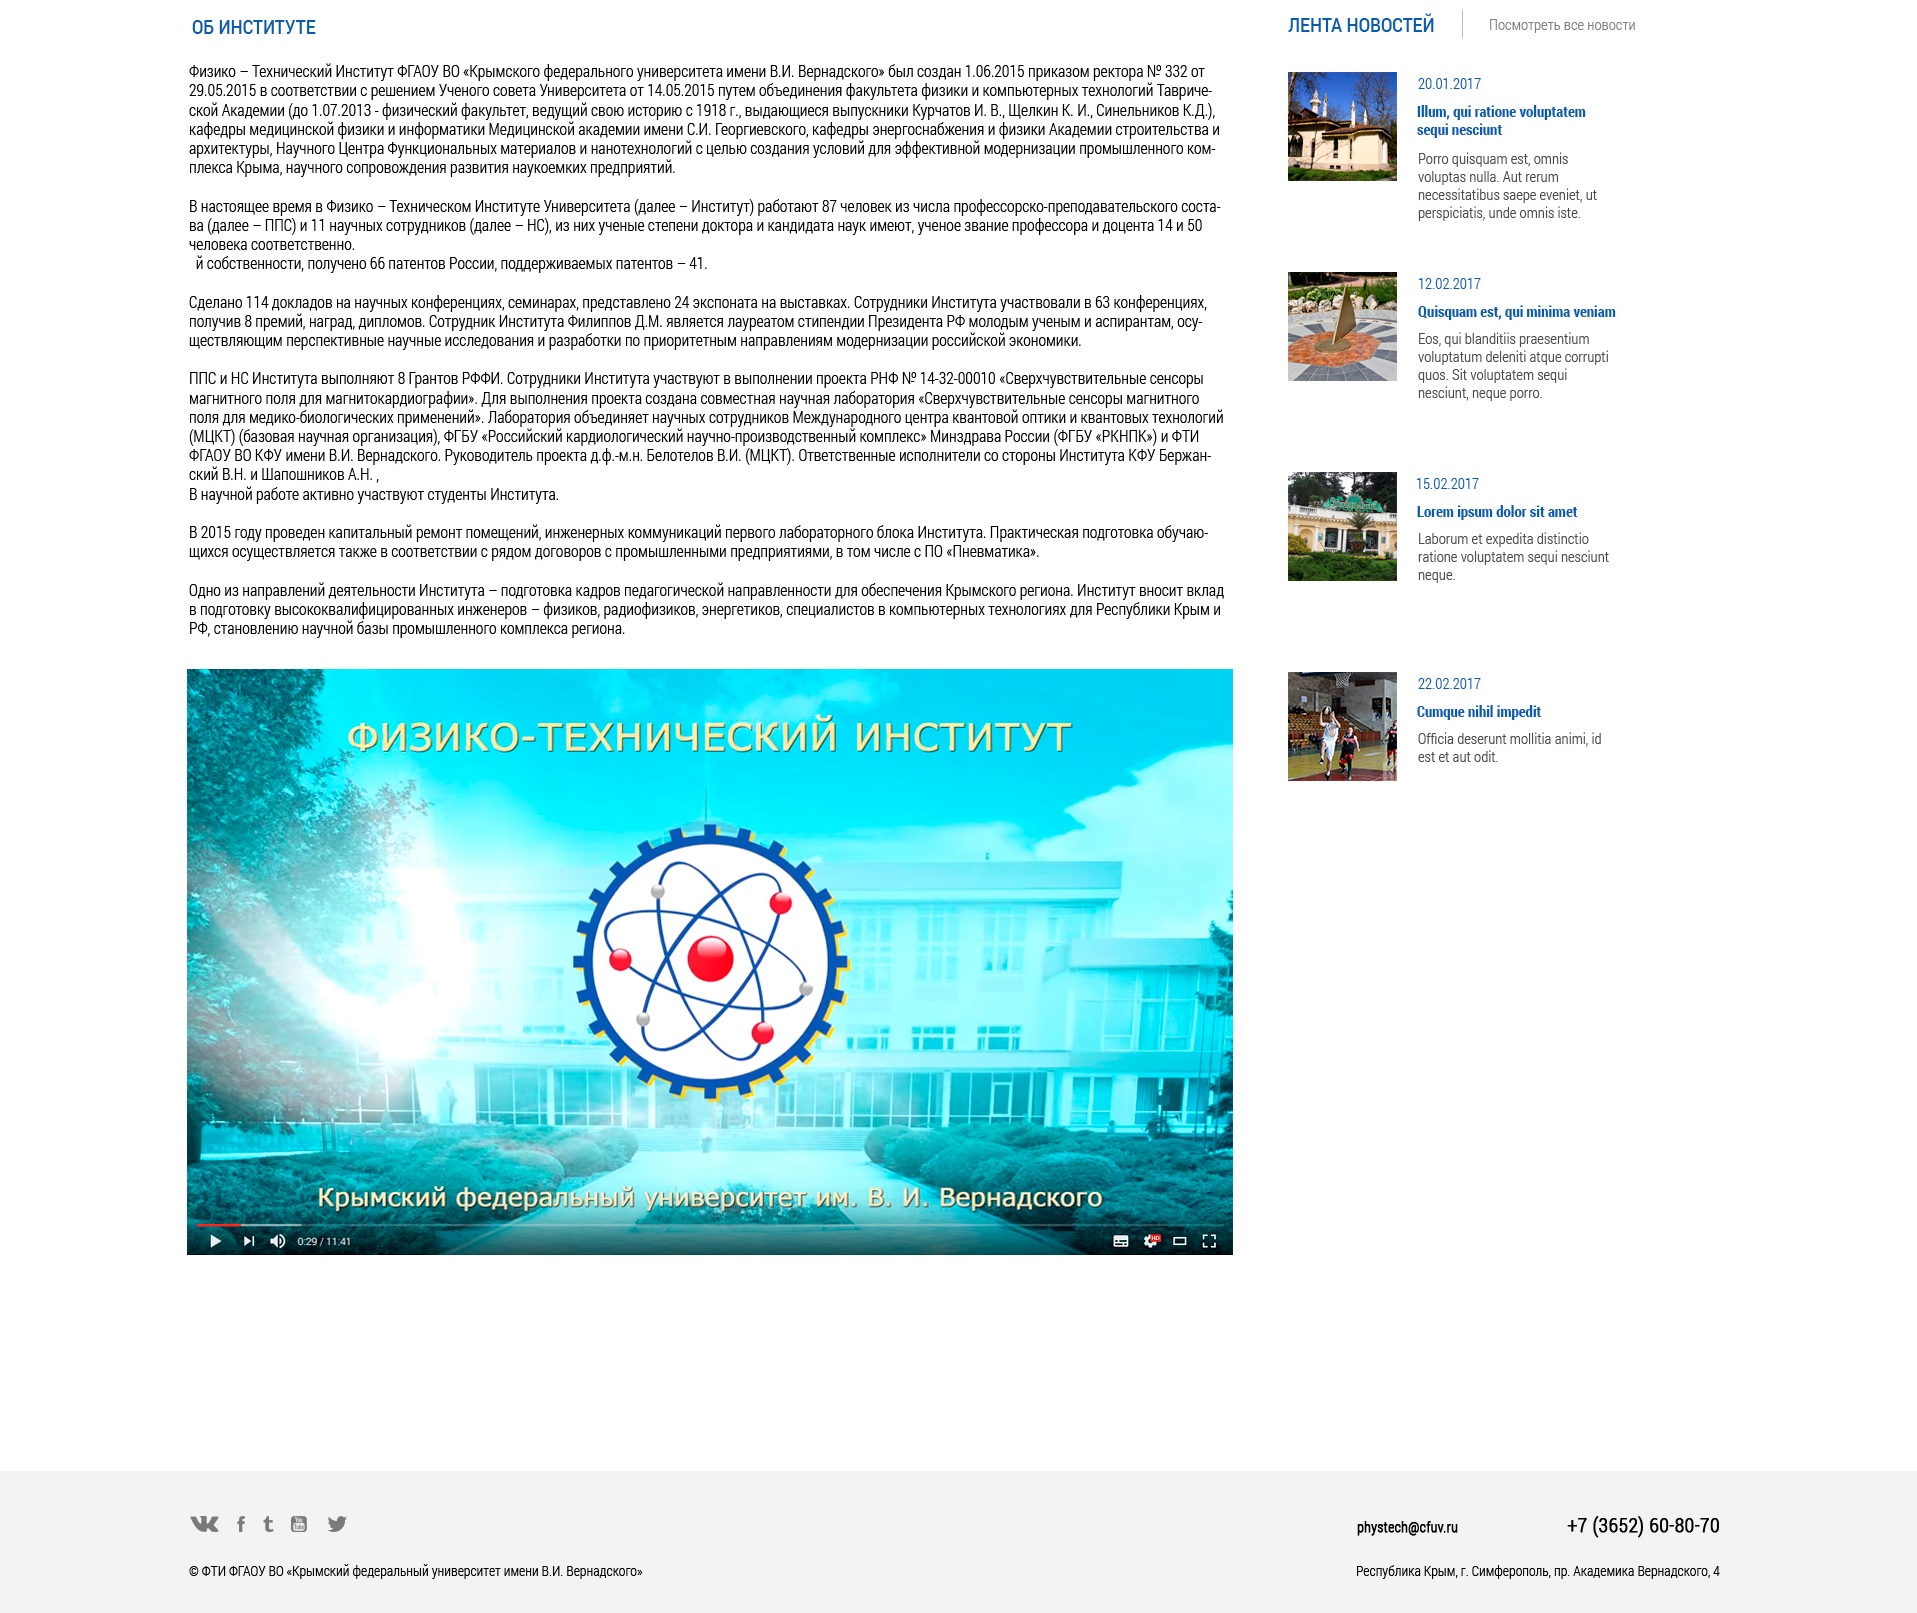 ОБ ИНСТИТУТЕ
Физико – Технический Институт ФГАОУ ВО «Крымского федерального университета имени В.И. Вернадского» был создан 1.06.2015 приказом ректора № 332 от
29.05.2015 в соответствии с решением Ученого совета Университета от 14.05.2015 путем объединения факультета физики и компьютерных технологий Тавриче-
ской Академии (до 1.07.2013 - физический факультет, ведущий свою историю с 1918 г., выдающиеся выпускники Курчатов И. В., Щелкин К. И., Синельников К.Д.),
кафедры медицинской физики и информатики Медицинской академии имени С.И. Георгиевского, кафедры энергоснабжения и физики Академии строительства и
архитектуры, Научного Центра Функциональных материалов и нанотехнологий с целью создания условий для эффективной модернизации промышленного ком-
плекса Крыма, научного сопровождения развития наукоемких предприятий.
В настоящее время в Физико – Техническом Институте Университета (далее – Институт) работают 87 человек из числа профессорско-преподавательского соста-
ва (далее – ППС) и 11 научных сотрудников (далее – НС), из них ученые степени доктора и кандидата наук имеют, ученое звание профессора и доцента 14 и 50
человека соответственно.
й собственности, получено 66 патентов России, поддерживаемых патентов – 41.
Сделано 114 докладов на научных конференциях, семинарах, представлено 24 экспоната на выставках. Сотрудники Института участвовали в 63 конференциях,
получив 8 премий, наград, дипломов. Сотрудник Института Филиппов Д.М. является лауреатом стипендии Президента РФ молодым ученым и аспирантам, осу-
ществляющим перспективные научные исследования и разработки по приоритетным направлениям модернизации российской экономики.
ППС и НС Института выполняют 8 Грантов РФФИ. Сотрудники Института участвуют в выполнении проекта РНФ № 14-32-00010 «Сверхчувствительные сенсоры
магнитного поля для магнитокардиографии». Для выполнения проекта создана совместная научная лаборатория «Сверхчувствительные сенсоры магнитного
поля для медико-биологических применений». Лаборатория объединяет научных сотрудников Международного центра квантовой оптики и квантовых технологий
(МЦКТ) (базовая научная организация), ФГБУ «Российский кардиологический научно-производственный комплекс» Минздрава России (ФГБУ «РКНПК») и ФТИ
ФГАОУ ВО КФУ имени В.И. Вернадского. Руководитель проекта д.ф.-м.н. Белотелов В.И. (МЦКТ). Ответственные исполнители со стороны Института КФУ Бержан-
ский В.Н. и Шапошников А.Н. ,
В научной работе активно участвуют студенты Института.
В 2015 году проведен капитальный ремонт помещений, инженерных коммуникаций первого лабораторного блока Института. Практическая подготовка обучаю-
щихся осуществляется также в соответствии с рядом договоров с промышленными предприятиями, в том числе с ПО «Пневматика».
Одно из направлений деятельности Института – подготовка кадров педагогической направленности для обеспечения Крымского региона. Институт вносит вклад
в подготовку высококвалифицированных инженеров – физиков, радиофизиков, энергетиков, специалистов в компьютерных технологиях для Республики Крым и
РФ, становлению научной базы промышленного комплекса региона.
ФИЗИКО-ТЕХНИЧЕСКИЙ ИНСТИТУТ
Крымский федеральный университет им. В. И. Вернадского
0:29 / 11:41
HD
ЛЕНТА НОВОСТЕЙ
Посмотреть все новости
20.01.2017
Illum, qui ratione voluptatem
sequi nesciunt
Porro quisquam est, omnis
voluptas nulla. Aut rerum
necessitatibus saepe eveniet, ut
perspiciatis, unde omnis iste.
12.02.2017
Quisquam est, qui minima veniam
Eos, qui blanditiis praesentium
voluptatum deleniti atque corrupti
quos. Sit voluptatem sequi
nesciunt, neque porro.
15.02.2017
Lorem ipsum dolor sit amet
Laborum et expedita distinctio
ratione voluptatem sequi nesciunt
neque.
22.02.2017
Cumque nihil impedit
Officia deserunt mollitia animi, id
est et aut odit.
phystech@cfuv.ru
+7 (3652) 60-80-70
© ФТИ ФГАОУ ВО «Крымский федеральный университет имени В.И. Вернадского»
Республика Крым, г. Симферополь, пр. Академика Вернадского, 4